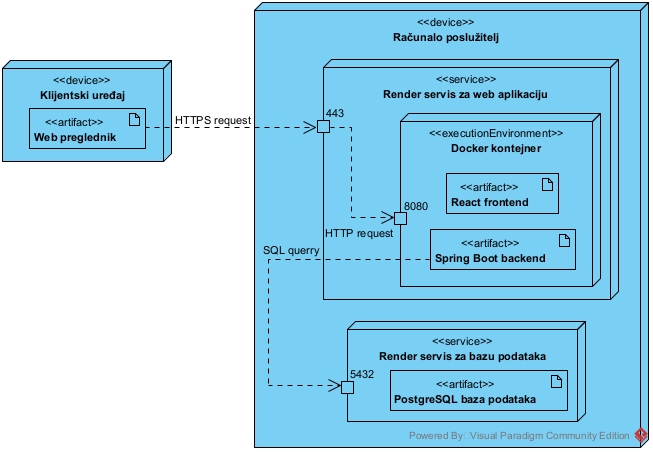 <<device>>
Računalo poslužitelj
<<device>>
Klijentski uređaj
<<artifact>>
Web preglednik
HTTPS request
<<service>>
Render servis za web aplikaciju
443
<<executionEnvironment>>
Docker kontejner
<<artifact>>
React frontend
8080
HTTP request
<<artifact>>
Spring Boot backend
SQL querry
<<service>>
Render servis za bazu podataka
5432
<<artifact>>
PostgreSQL baza podataka
Powered By Visual Paradigm Community Edition